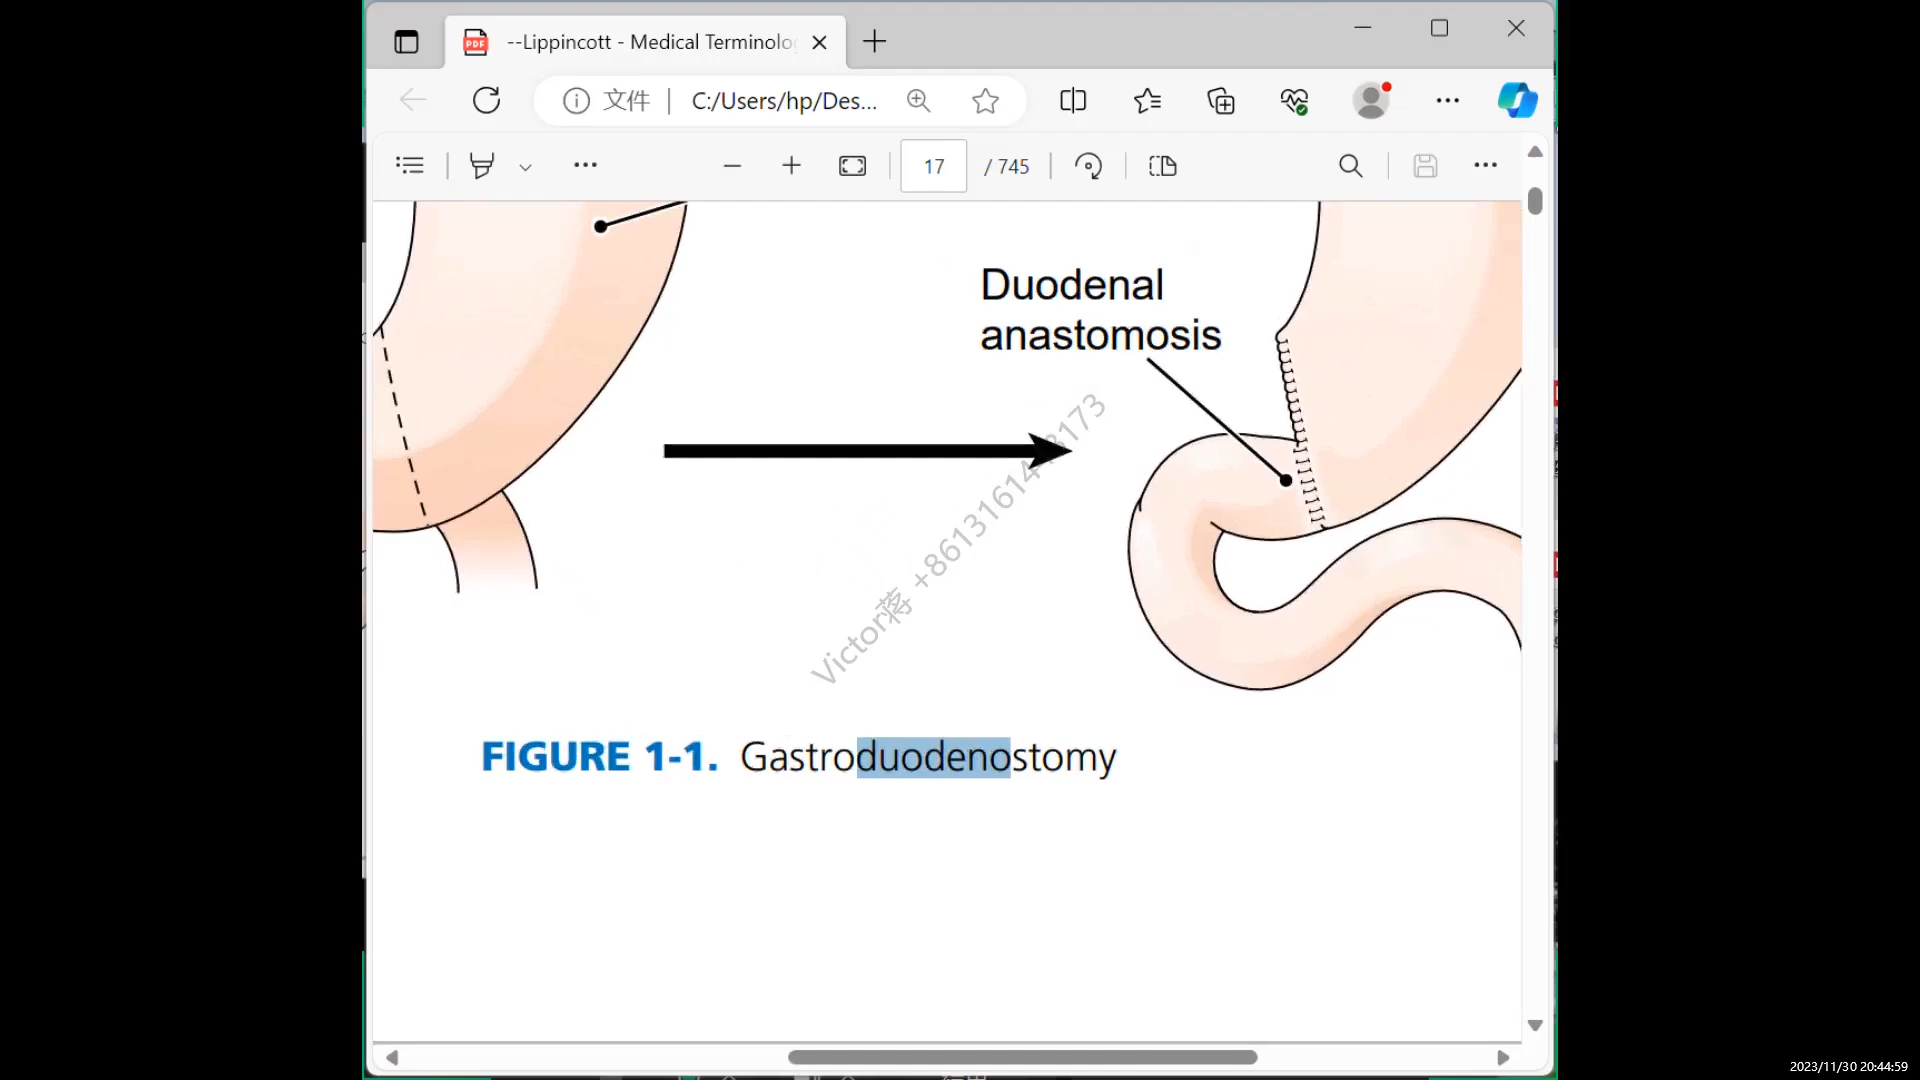 --Lippincott - Medical Terminolo
文件 | C:/Users/hp/Des...
17 / 745
Duodenal
anastomosis
Victor蒋 +8613161443173
FIGURE 1-1. Gastroduodenostomy
2023/11/30 20:44:59